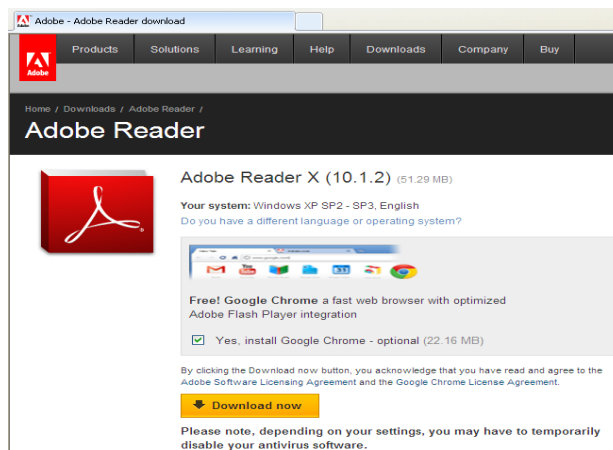 Adobe - Adobe Reader download
Products Solutions Learning Help Downloads Company Buy
Adobe
Home / Downloads / Adobe Reader /
Adobe Reader
Adobe Reader X (10.1.2) (51.29 MB)
Your system: Windows XP SP2 - SP3, English
Do you have a different language or operating system?
Free! Google Chrome a fast web browser with optimized
Adobe Flash Player integration
Yes, install Google Chrome - optional (22.16 MB)
By clicking the Download now button, you acknowledge that you have read and agree to the
Adobe Software Licensing Agreement and the Google Chrome License Agreement.
Download now
Please note, depending on your settings, you may have to temporarily
disable your antivirus software.